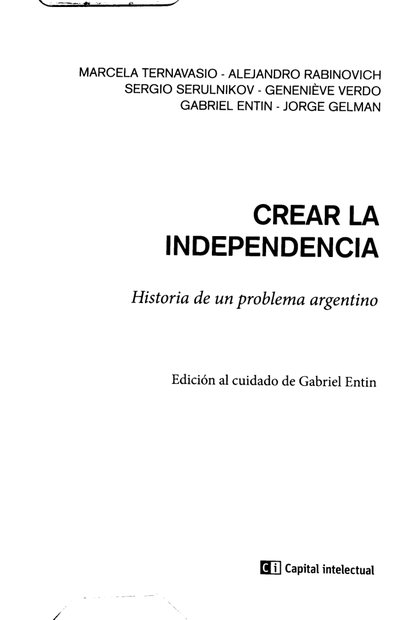 MARCELA TERNAVASIO - ALEJANDRO RABINOVICH
SERGIO SERULNIKOV - GENENIÈVE VERDO
GABRIEL ENTIN - JORGE GELMAN
CREAR LA
INDEPENDENCIA
Historia de un problema argentino
Edición al cuidado de Gabriel Entin
Ci Capital intelectual